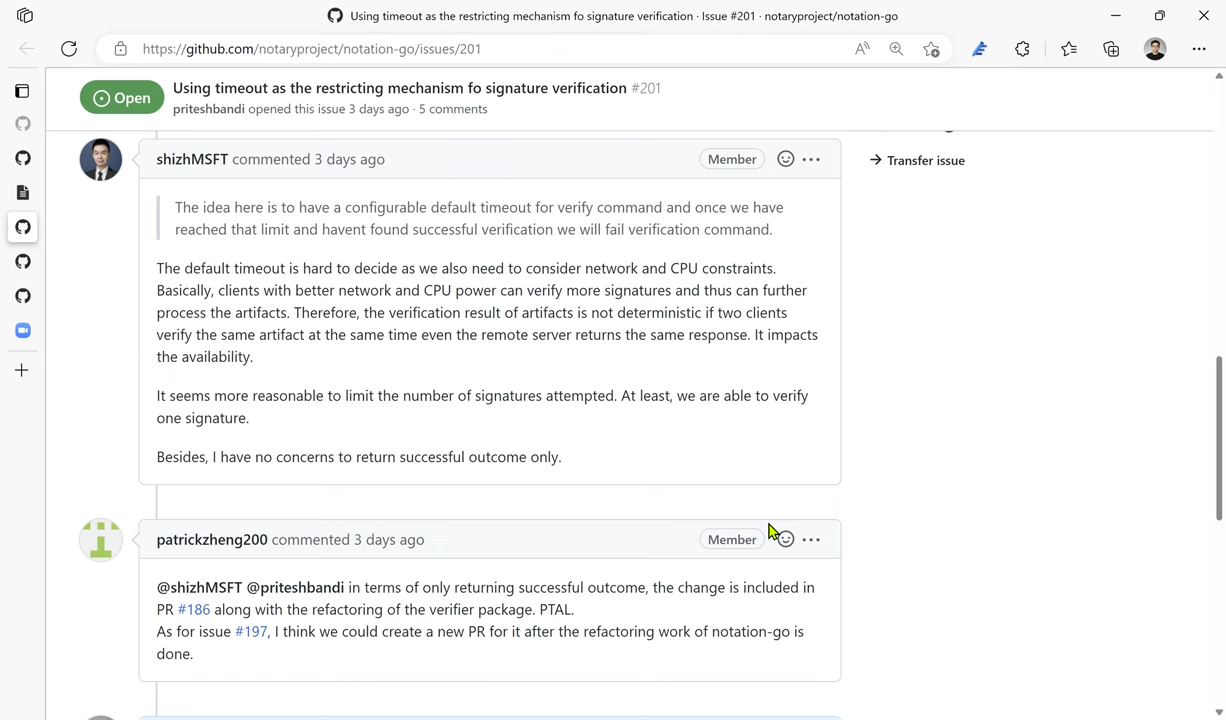 Using timeout as the restricting mechanism fo signature verification · Issue #201 · notaryproject/notation-go
https://github.com/notaryproject/notation-go/issues/201
Open
Using timeout as the restricting mechanism fo signature verification #201
priteshbandi opened this issue 3 days ago · 5 comments
shizhMSFT commented 3 days ago
Member
Transfer issue
The idea here is to have a configurable default timeout for verify command and once we have
reached that limit and havent found successful verification we will fail verification command.
The default timeout is hard to decide as we also need to consider network and CPU constraints.
Basically, clients with better network and CPU power can verify more signatures and thus can further
process the artifacts. Therefore, the verification result of artifacts is not deterministic if two clients
verify the same artifact at the same time even the remote server returns the same response. It impacts
the availability.
It seems more reasonable to limit the number of signatures attempted. At least, we are able to verify
one signature.
Besides, I have no concerns to return successful outcome only.
patrickzheng200 commented 3 days ago
Member
@shizhMSFT @priteshbandi in terms of only returning successful outcome, the change is included in
PR #186 along with the refactoring of the verifier package. PTAL.
As for issue #197, I think we could create a new PR for it after the refactoring work of notation-go is
done.